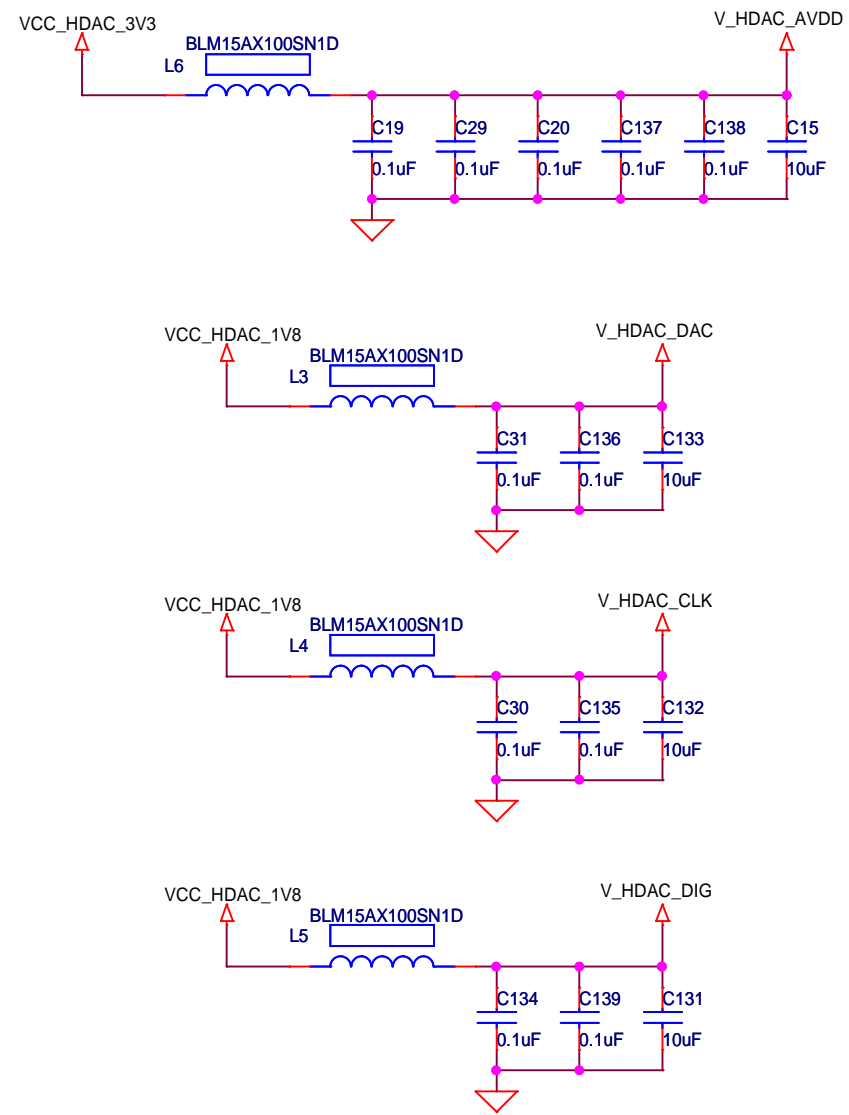 VCC_HDAC_3V3
V_HDAC_AVDD
BLM15AX100SN1D
L6
C19
C29
C20
C137
C138
C15
0.1uF
0.1uF
0.1uF
0.1uF
0.1uF
10uF
VCC_HDAC_1V8
V_HDAC_DAC
BLM15AX100SN1D
L3
C31
C136
C133
0.1uF
0.1uF
10uF
VCC_HDAC_1V8
V_HDAC_CLK
BLM15AX100SN1D
L4
C30
C135
C132
0.1uF
0.1uF
10uF
VCC_HDAC_1V8
V_HDAC_DIG
BLM15AX100SN1D
L5
C134
C139
C131
0.1uF
0.1uF
10uF